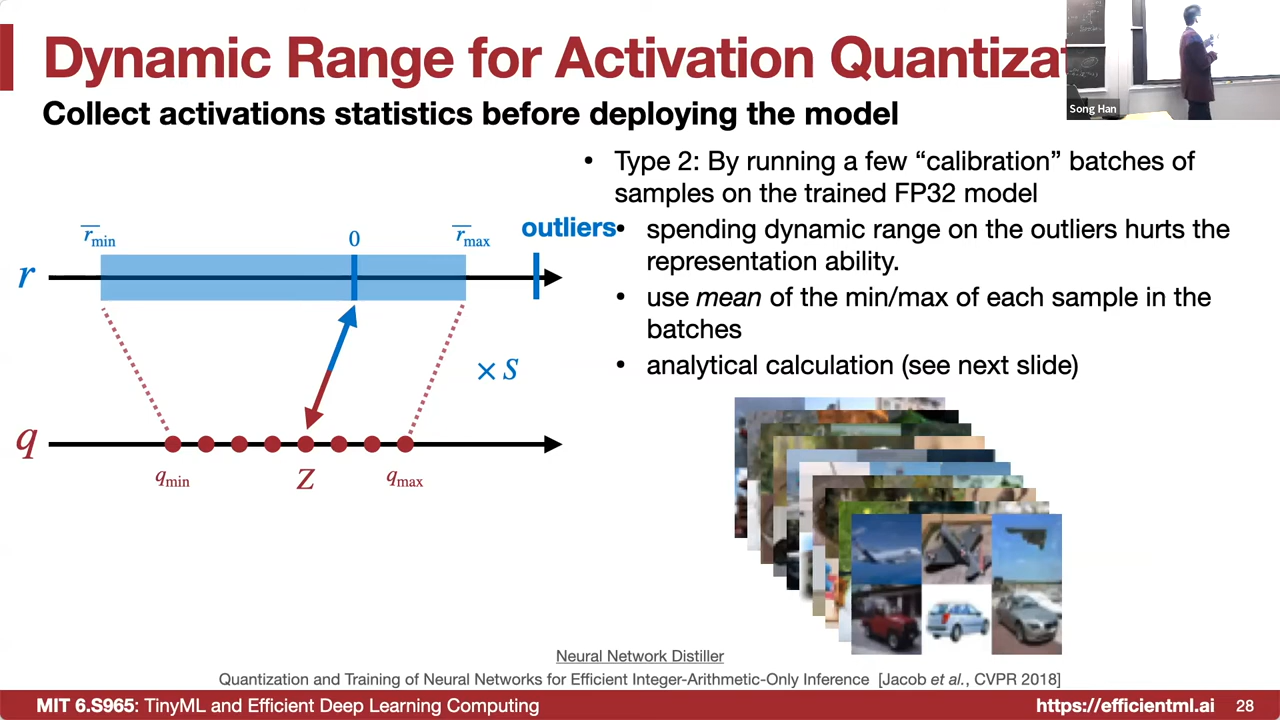 Dynamic Range for Activation Quantiza
Song Han
Collect activations statistics before deploying the model
• Type 2: By running a few “calibration” batches of
samples on the trained FP32 model
• spending dynamic range on the outliers hurts the
representation ability.
• use mean of the min/max of each sample in the
batches
• analytical calculation (see next slide)
r̅min 0 r̅max outliers
r
× S
q
qmin Z qmax
Neural Network Distiller
Quantization and Training of Neural Networks for Efficient Integer-Arithmetic-Only Inference [Jacob et al., CVPR 2018]
MIT 6.S965: TinyML and Efficient Deep Learning Computing https://efficientml.ai 28